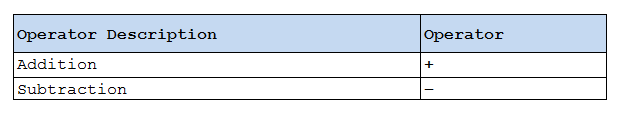 Operator Description Operator
Addition +
Subtraction –